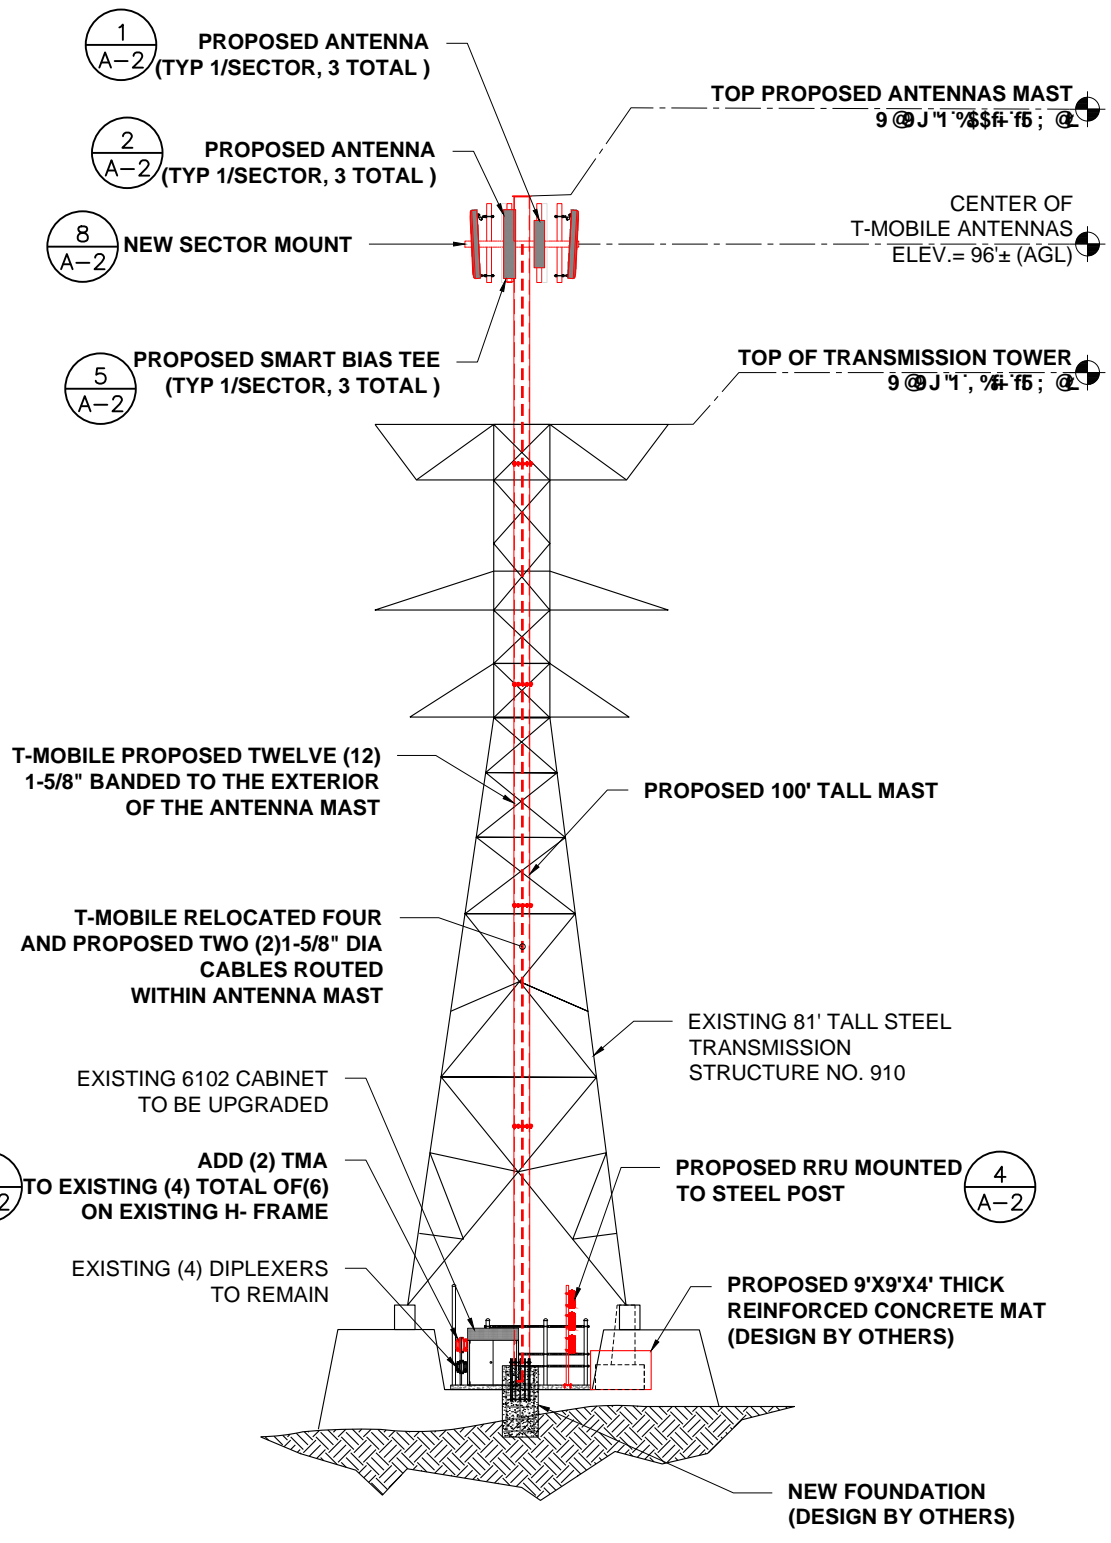 1
A-2
PROPOSED ANTENNA
(TYP 1/SECTOR, 3 TOTAL )
TOP PROPOSED ANTENNAS MAST
2
A-2
PROPOSED ANTENNA
(TYP 1/SECTOR, 3 TOTAL )
CENTER OF
T-MOBILE ANTENNAS
ELEV.= 96'± (AGL)
8
A-2
NEW SECTOR MOUNT
5
A-2
PROPOSED SMART BIAS TEE
(TYP 1/SECTOR, 3 TOTAL )
TOP OF TRANSMISSION TOWER
T-MOBILE PROPOSED TWELVE (12)
1-5/8" BANDED TO THE EXTERIOR
OF THE ANTENNA MAST
PROPOSED 100' TALL MAST
T-MOBILE RELOCATED FOUR
AND PROPOSED TWO (2)1-5/8" DIA
CABLES ROUTED
WITHIN ANTENNA MAST
EXISTING 81' TALL STEEL
TRANSMISSION
STRUCTURE NO. 910
EXISTING 6102 CABINET
TO BE UPGRADED
2
ADD (2) TMA
TO EXISTING (4) TOTAL OF(6)
ON EXISTING H- FRAME
PROPOSED RRU MOUNTED
TO STEEL POST
4
A-2
EXISTING (4) DIPLEXERS
TO REMAIN
PROPOSED 9'X9'X4' THICK
REINFORCED CONCRETE MAT
(DESIGN BY OTHERS)
NEW FOUNDATION
(DESIGN BY OTHERS)